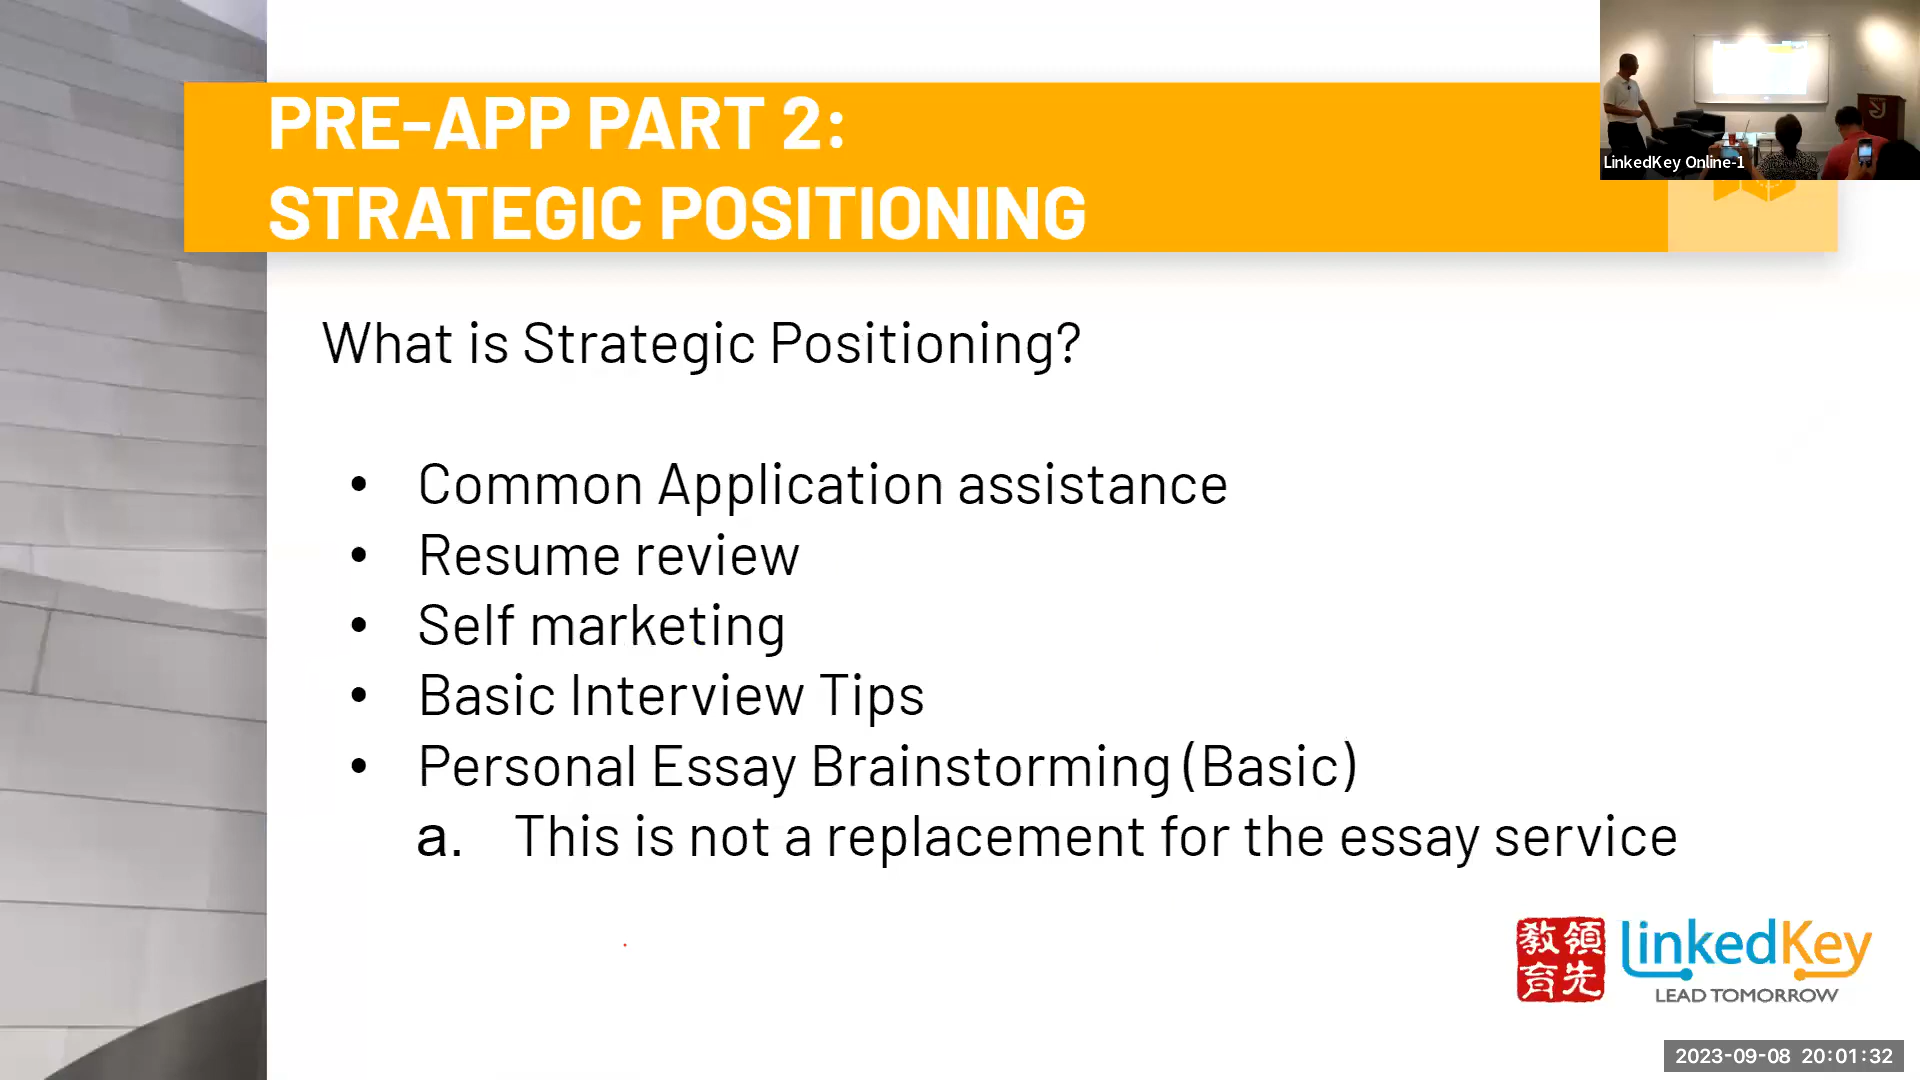 PRE-APP PART 2:
STRATEGIC POSITIONING
LinkedKey Online-1
What is Strategic Positioning?
• Common Application assistance
• Resume review
• Self marketing
• Basic Interview Tips
• Personal Essay Brainstorming (Basic)
a. This is not a replacement for the essay service
教領
育先
LinkedKey
LEAD TOMORROW
2023-09-08 20:01:32